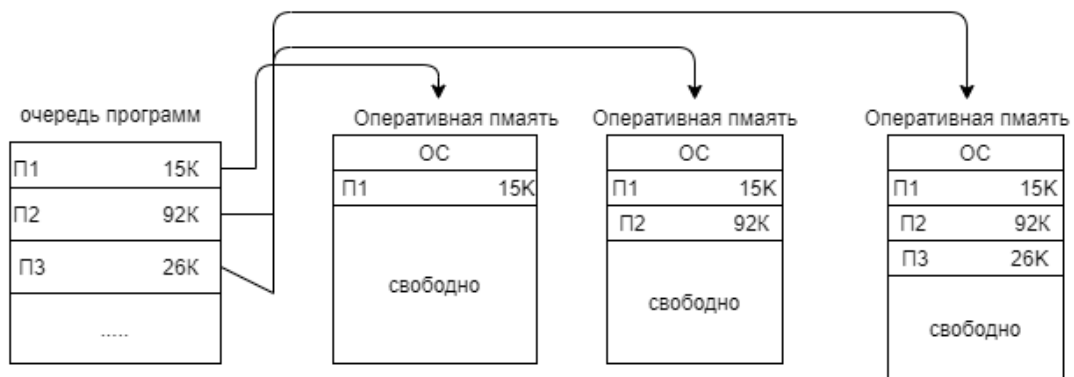 очередь программ
П1 15К
П2 92К
П3 26К
.....
Оперативная пмаять
ОС
П1 15К
свободно
Оперативная пмаять
ОС
П1 15К
П2 92К
свободно
Оперативная пмаять
ОС
П1 15К
П2 92К
П3 26К
свободно